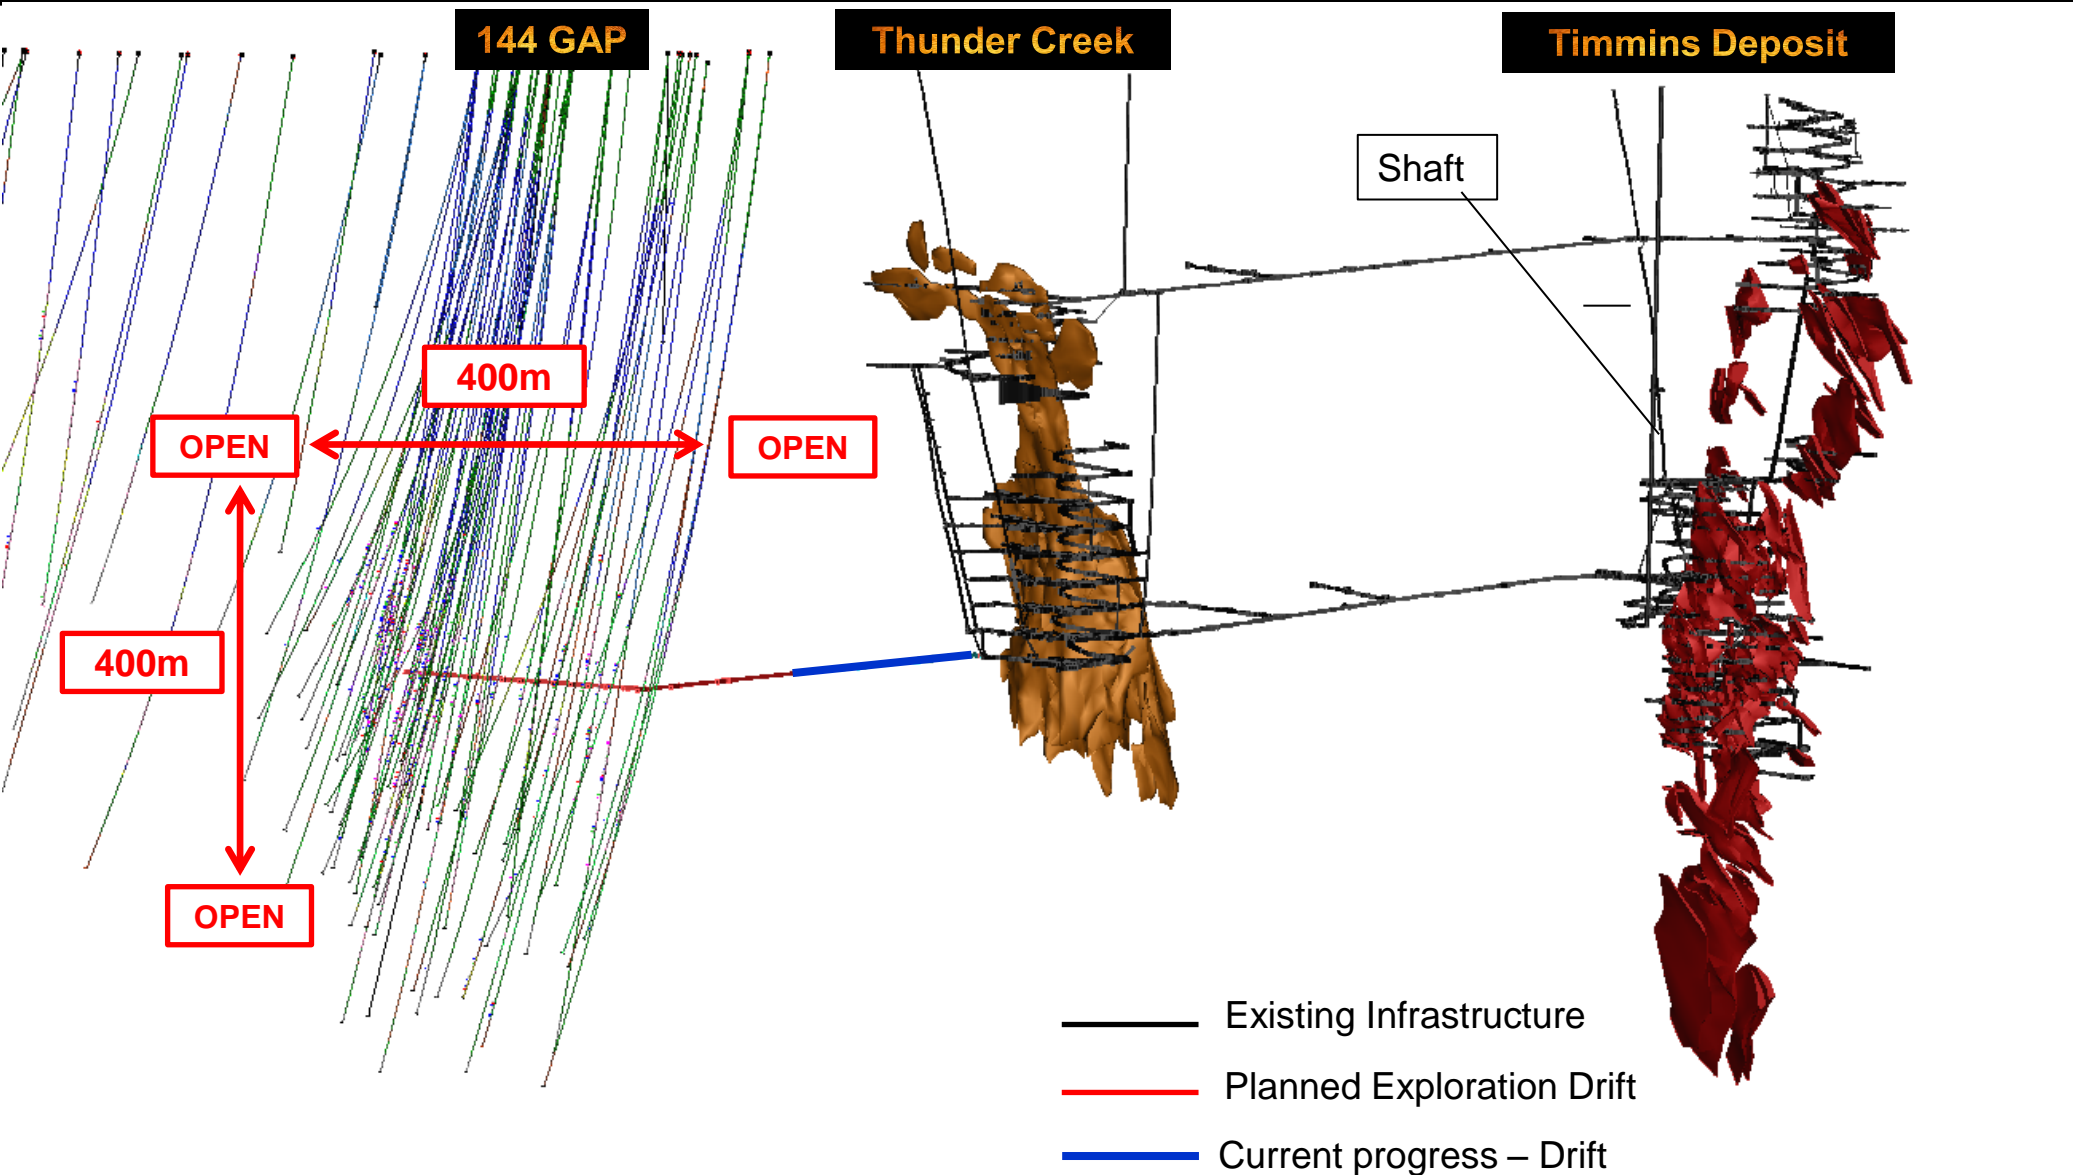 144 GAP
Thunder Creek
Timmins Deposit
Shaft
400m
OPEN
OPEN
400m
OPEN
Existing Infrastructure
Planned Exploration Drift
Current progress – Drift